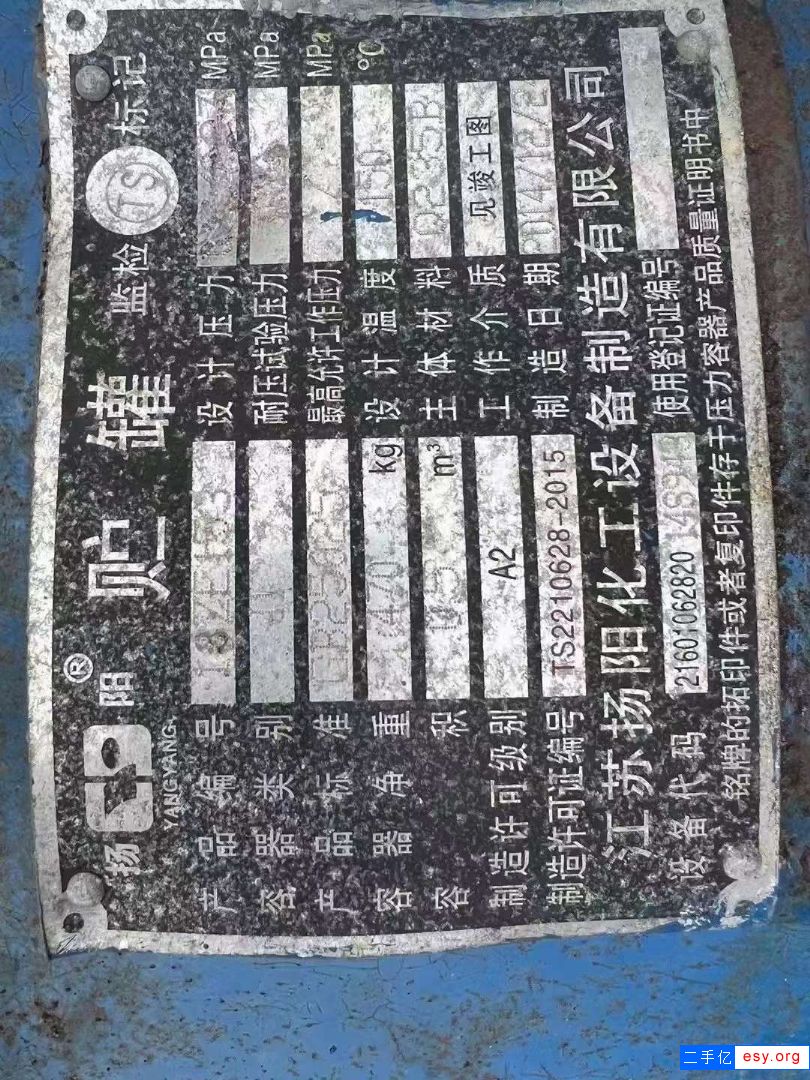 扬阳® 贮罐 监检 TS 标记
YANGYANG
产品编号 设计压力 MPa
容器类别 耐压试验压力 MPa
产品标准 最高允许工作压力 / MPa
容器净重 kg 设计温度 150 ℃
容积 m³ 主体材料 Q235B
制造许可级别 A2 工作介质 见竣工图
制造许可证编号 TS2210628-2015 制造日期 2014/12/2
江苏扬阳化工设备制造有限公司
设备代码 21601062820 使用登记证编号
铭牌的拓印件或者复印件存于压力容器产品质量证明书中
二手亿 esy.org